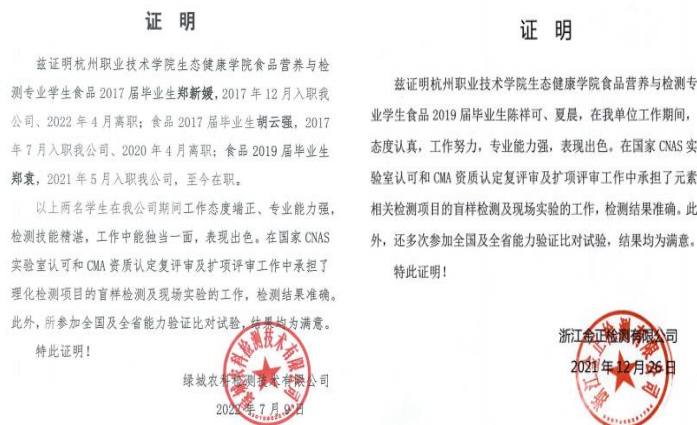 证 明
兹证明杭州职业技术学院生态健康学院食品营养与检
测专业学生食品 2017 届毕业生郑新媛，2017 年 12 月入职我
公司、2022 年 4 月离职；食品 2017 届毕业生胡云强，2017
年 7 月入职我公司、2020 年 4 月离职；食品 2019 届毕业生
郑袁，2021 年 5 月入职我公司，至今在职。
以上两名学生在我公司期间工作态度端正、专业能力强，
检测技能精湛，工作中能独当一面，表现出色。在国家 CNAS
实验室认可和 CMA 资质认定复评审及扩项评审工作中承担了
理化检测项目的盲样检测及现场实验的工作，检测结果准确。
此外，所参加全国及全省能力验证比对试验，结果均为满意。
特此证明！
绿城农科检测技术有限公司
2022 年 7 月 9 日
证 明
兹证明杭州职业技术学院生态健康学院食品营养与检测专
业学生食品 2019 届毕业生陈祥可、夏晨，在我单位工作期间，
态度认真，工作努力，专业能力强，表现出色。在国家 CNAS 实
验室认可和 CMA 资质认定复评审及扩项评审工作中承担了元素
相关检测项目的盲样检测及现场实验的工作，检测结果准确。此
外，还多次参加全国及全省能力验证比对试验，结果均为满意。
特此证明！
浙江金正检测有限公司
2021 年 12 月 26 日